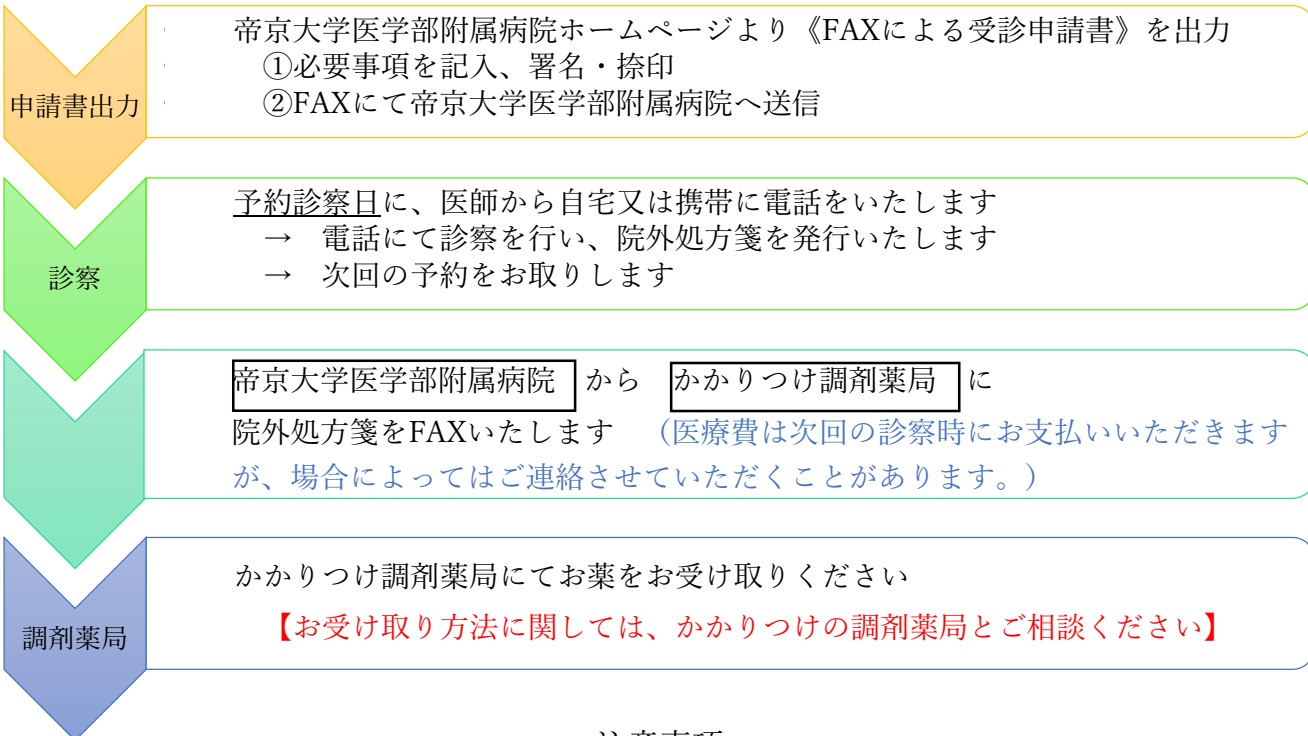 帝京大学医学部附属病院ホームページより《FAXによる受診申請書》を出力
①必要事項を記入、署名・捺印
②FAXにて帝京大学医学部附属病院へ送信
申請書出力
予約診察日に、医師から自宅又は携帯に電話をいたします
→ 電話にて診察を行い、院外処方箋を発行いたします
→ 次回の予約をお取りします
診察
帝京大学医学部附属病院 から かかりつけ調剤薬局 に
院外処方箋をFAXいたします （医療費は次回の診察時にお支払いいただきます
が、場合によってはご連絡させていただくことがあります。）
かかりつけ調剤薬局にてお薬をお受け取りください
【お受け取り方法に関しては、かかりつけの調剤薬局とご相談ください】
調剤薬局